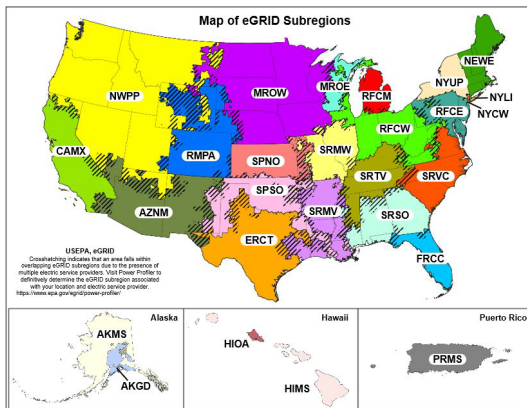 Map of eGRID Subregions
NEWE
NWPP
MROW
MROE
NYUP
NYLI
RFCM
RFCE
NYCW
RFCW
CAMX
RMPA
SPNO
SRMW
SRTV
SRVC
SPSO
AZNM
SRMV
SRSO
ERCT
FRCC
USEPA, eGRID
Crosshatching indicates that an area falls within
overlapping eGRID subregions due to the presence of
multiple electric service providers. Visit Power Profiler to
definitively determine the eGRID subregion associated
with your location and electric service provider.
https://www.epa.gov/egrid/power-profiler/
Alaska
AKMS
AKGD
Hawaii
HIOA
HIMS
Puerto Rico
PRMS